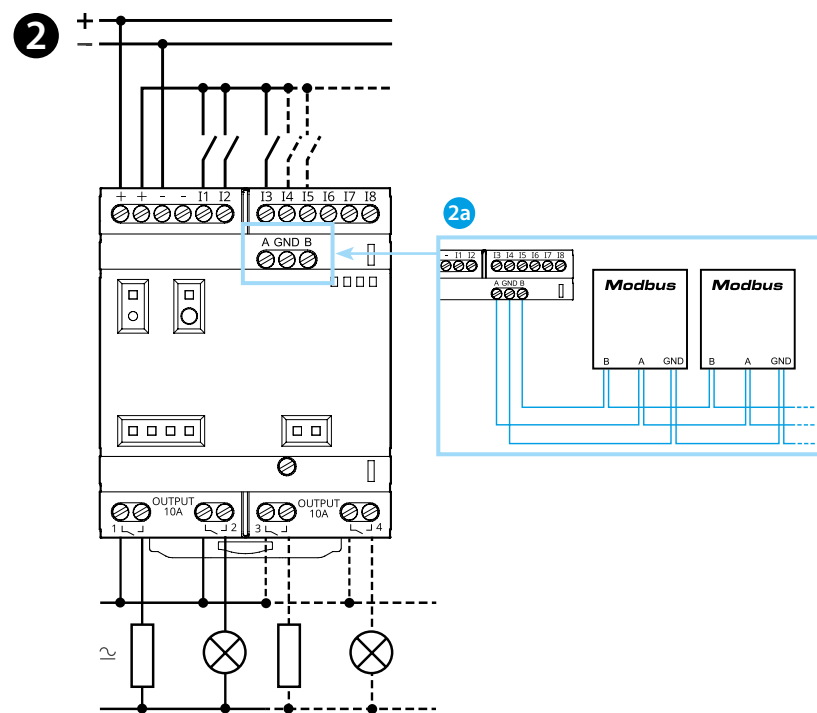 2
+
−
+ + - - I1 I2 I3 I4 I5 I6 I7 I8
A GND B
2a
- I1 I2 I3 I4 I5 I6 I7 I8
A GND B
Modbus Modbus
B A GND B A GND
OUTPUT
10A
OUTPUT
10A
1 2 3 4
≃